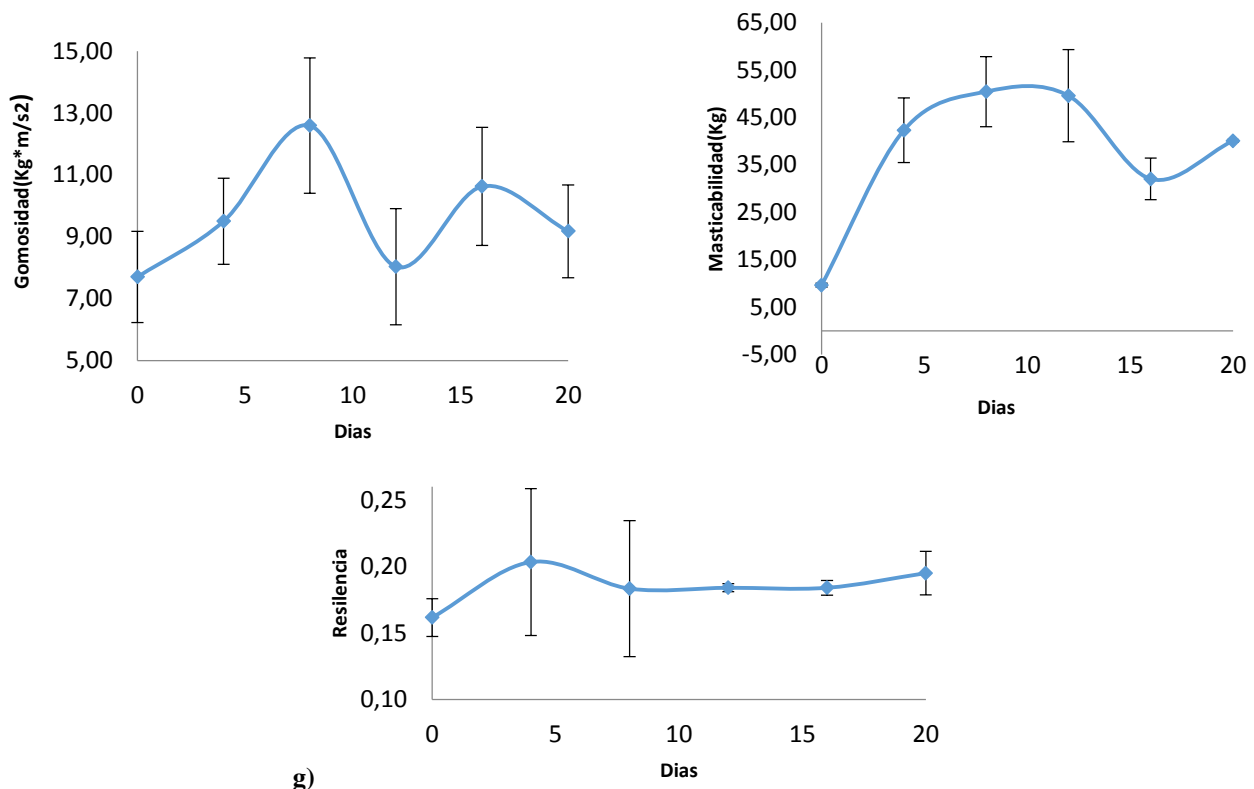 15,00
13,00
11,00
9,00
7,00
5,00
Gomosidad(Kg*m/s2)
0 5 10 15 20
Dias
65,00
55,00
45,00
35,00
25,00
15,00
5,00
-5,00
Masticabilidad(Kg)
0 5 10 15 20
Dias
0,25
0,20
0,15
0,10
Resilencia
0 5 10 15 20
Dias
g)